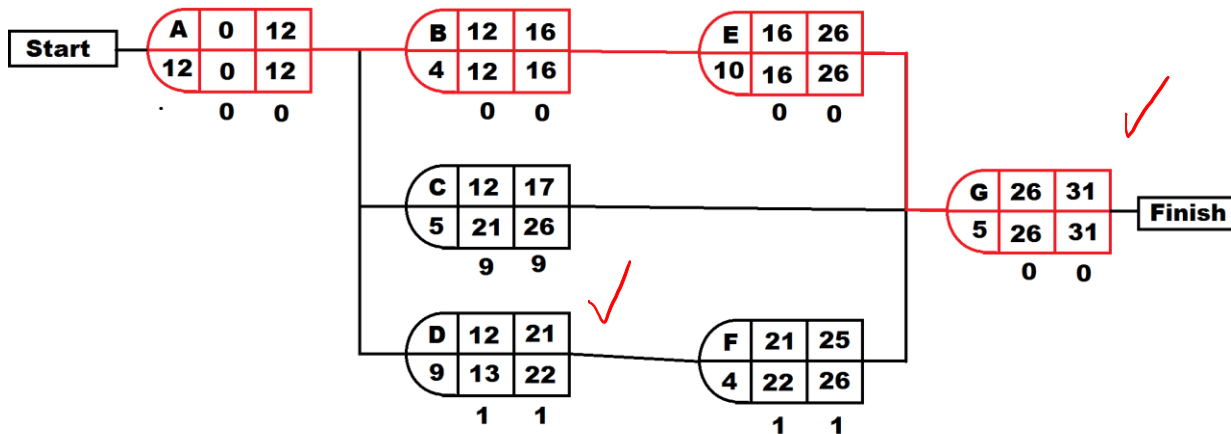 Start
A 0 12
12 0 12
0 0
B 12 16
4 12 16
0 0
E 16 26
10 16 26
0 0
C 12 17
5 21 26
9 9
D 12 21
9 13 22
1 1
F 21 25
4 22 26
1 1
G 26 31
5 26 31
0 0
Finish